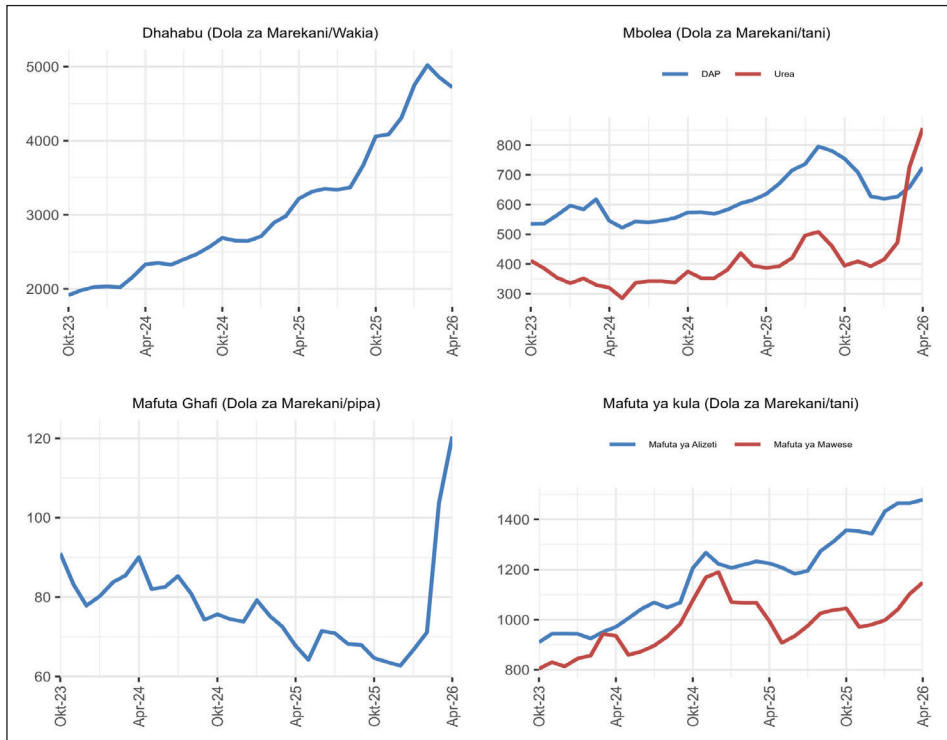 Dhahabu (Dola za Marekani/Wakia)
5000
4000
3000
2000
Okt-23
Apr-24
Okt-24
Apr-25
Okt-25
Apr-26
Mbolea (Dola za Marekani/tani)
DAP
Urea
800
700
600
500
400
300
Okt-23
Apr-24
Okt-24
Apr-25
Okt-25
Apr-26
Mafuta Ghafi (Dola za Marekani/pipa)
120
100
80
60
Okt-23
Apr-24
Okt-24
Apr-25
Okt-25
Apr-26
Mafuta ya kula (Dola za Marekani/tani)
Mafuta ya Alizeti
Mafuta ya Mawese
1400
1200
1000
800
Okt-23
Apr-24
Okt-24
Apr-25
Okt-25
Apr-26